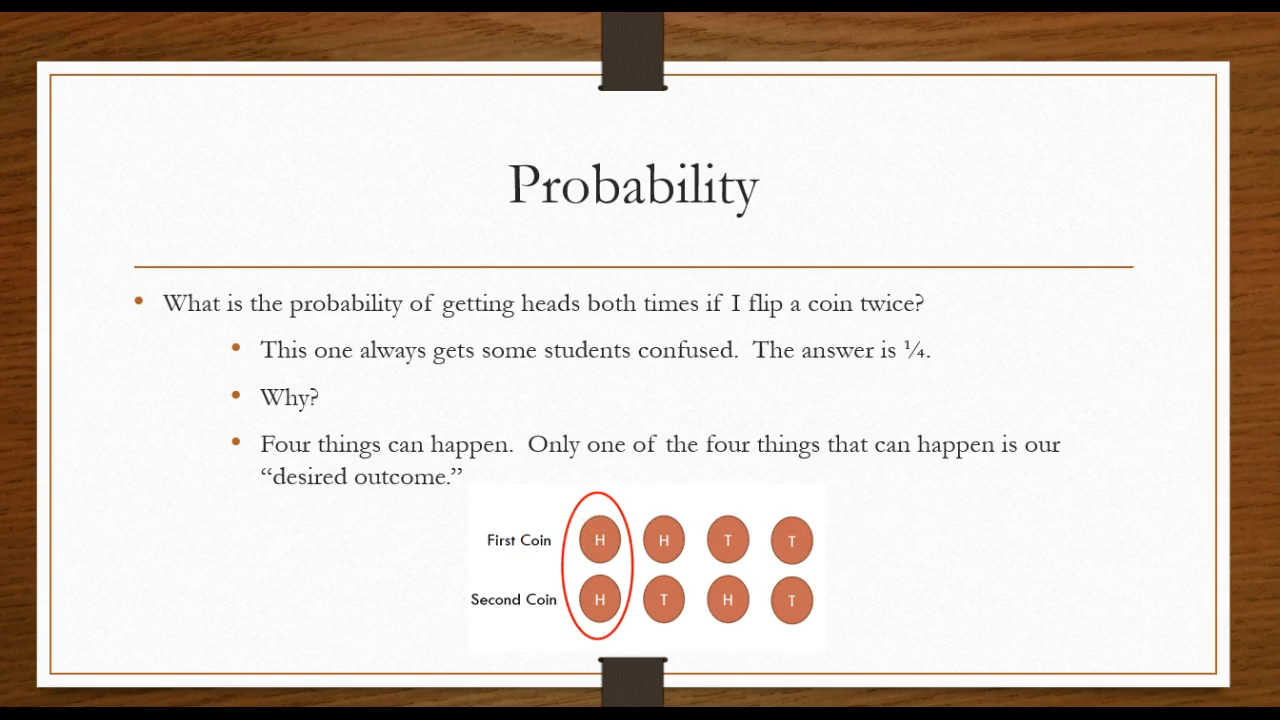 Probability
• What is the probability of getting heads both times if I flip a coin twice?
• This one always gets some students confused.  The answer is ¼.
• Why?
• Four things can happen.  Only one of the four things that can happen is our
“desired outcome.”
First Coin H H T T
Second Coin H T H T